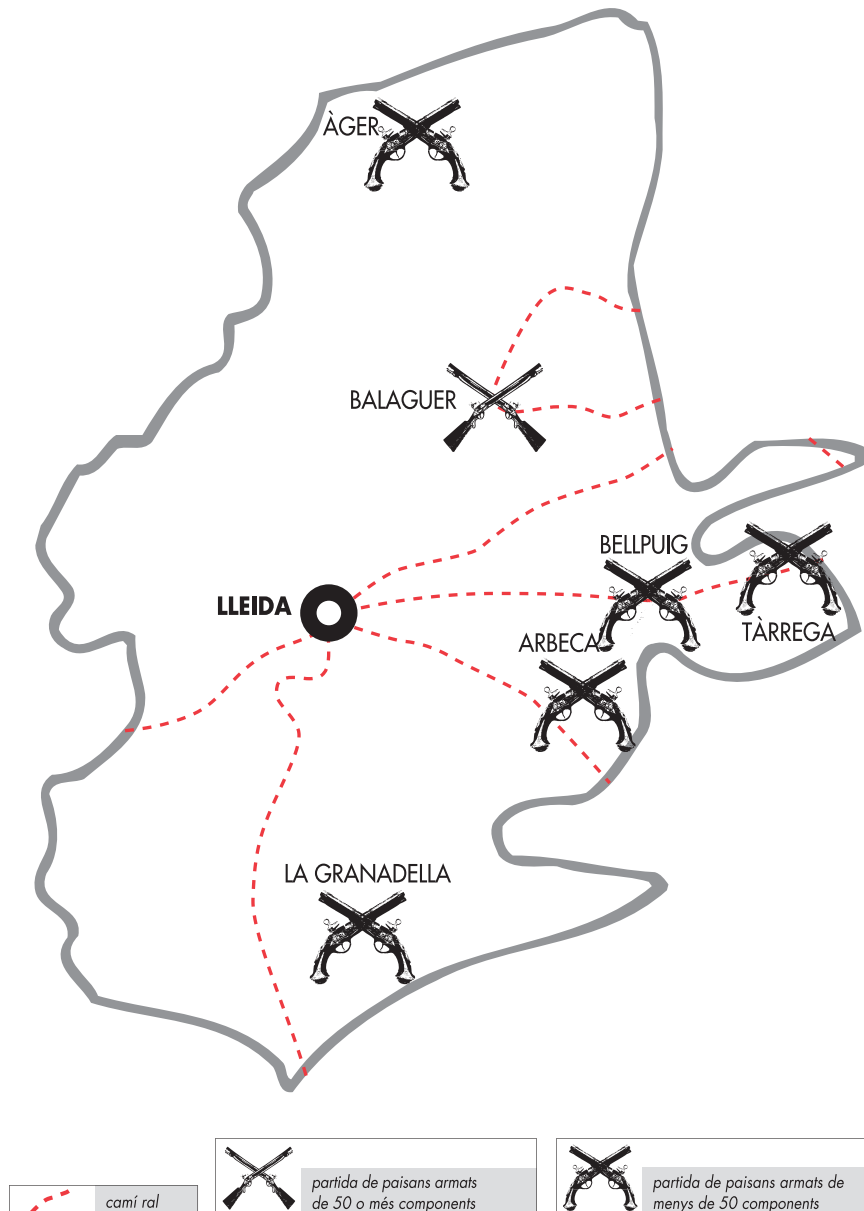 ÀGER
BALAGUER
BELLPUIG
LLEIDA
TÀRREGA
ARBECA
LA GRANADELLA
camí ral
partida de paisans armats
de 50 o més components
partida de paisans armats de
menys de 50 components